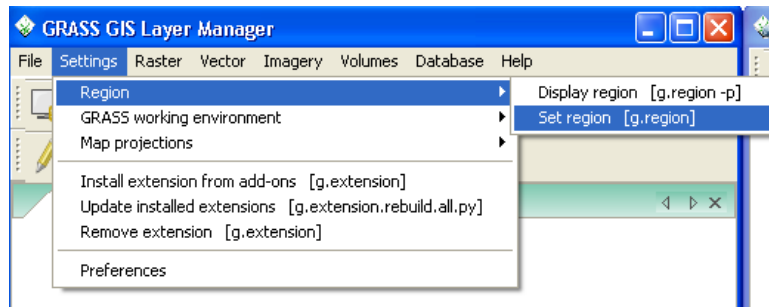 GRASS GIS Layer Manager
File Settings Raster Vector Imagery Volumes Database Help
Region
Display region [g.region -p]
GRASS working environment
Set region [g.region]
Map projections
Install extension from add-ons [g.extension]
Update installed extensions [g.extension.rebuild.all.py]
Remove extension [g.extension]
Preferences